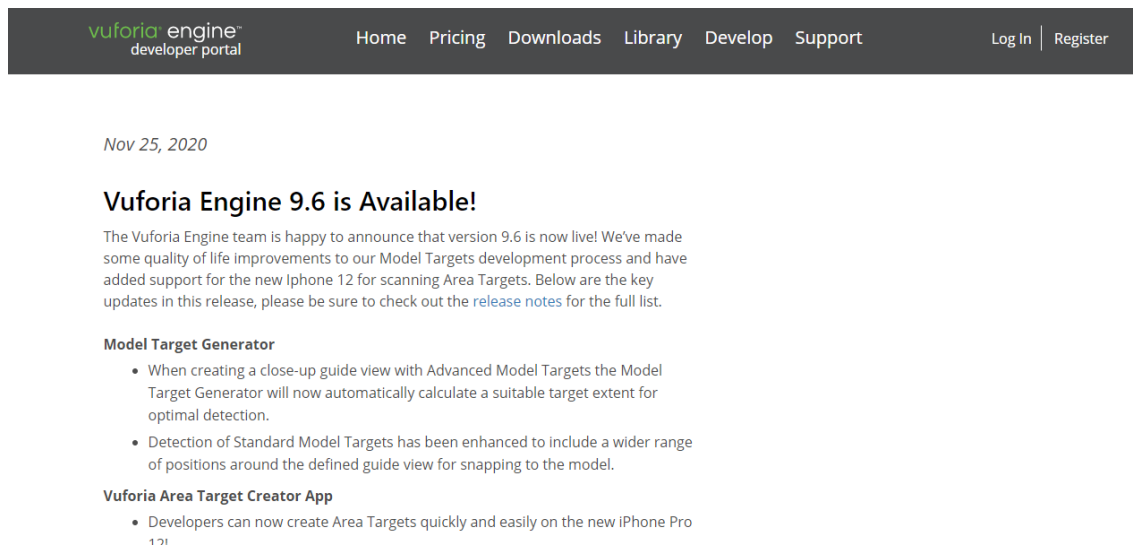 vuforia® engine™
developer portal
Home Pricing Downloads Library Develop Support
Log In | Register
Nov 25, 2020
Vuforia Engine 9.6 is Available!
The Vuforia Engine team is happy to announce that version 9.6 is now live! We’ve made
some quality of life improvements to our Model Targets development process and have
added support for the new Iphone 12 for scanning Area Targets. Below are the key
updates in this release, please be sure to check out the release notes for the full list.
Model Target Generator
• When creating a close-up guide view with Advanced Model Targets the Model
Target Generator will now automatically calculate a suitable target extent for
optimal detection.
• Detection of Standard Model Targets has been enhanced to include a wider range
of positions around the defined guide view for snapping to the model.
Vuforia Area Target Creator App
• Developers can now create Area Targets quickly and easily on the new iPhone Pro
12!